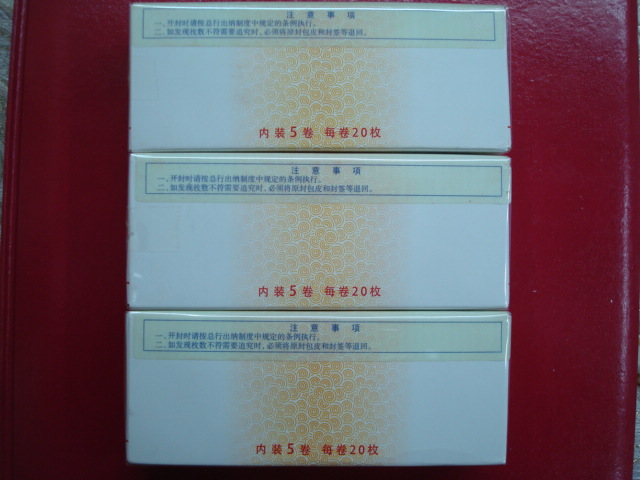 注意事项
一、开封时请按总行出纳制度中规定的条例执行。
二、如发现枚数不符需要追究时，必须将原封包皮和封签等退回。
内装5卷 每卷20枚
注意事项
一、开封时请按总行出纳制度中规定的条例执行。
二、如发现枚数不符需要追究时，必须将原封包皮和封签等退回。
内装5卷 每卷20枚
注意事项
一、开封时请按总行出纳制度中规定的条例执行。
二、如发现枚数不符需要追究时，必须将原封包皮和封签等退回。
内装5卷 每卷20枚